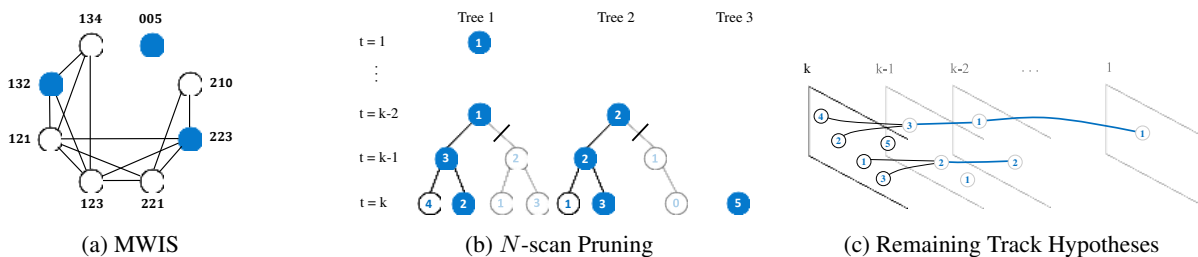 134 005
132 210
121 223
123 221
(a) MWIS
Tree 1 Tree 2 Tree 3
t = 1 1
⋮
t = k-2 1 2
t = k-1 3 2 2 1
t = k 4 2 1 3 1 3 0 5
(b) N-scan Pruning
k k-1 k-2 . . . 1
4 3 1 1
2 5
1 2 2
3 1
(c) Remaining Track Hypotheses